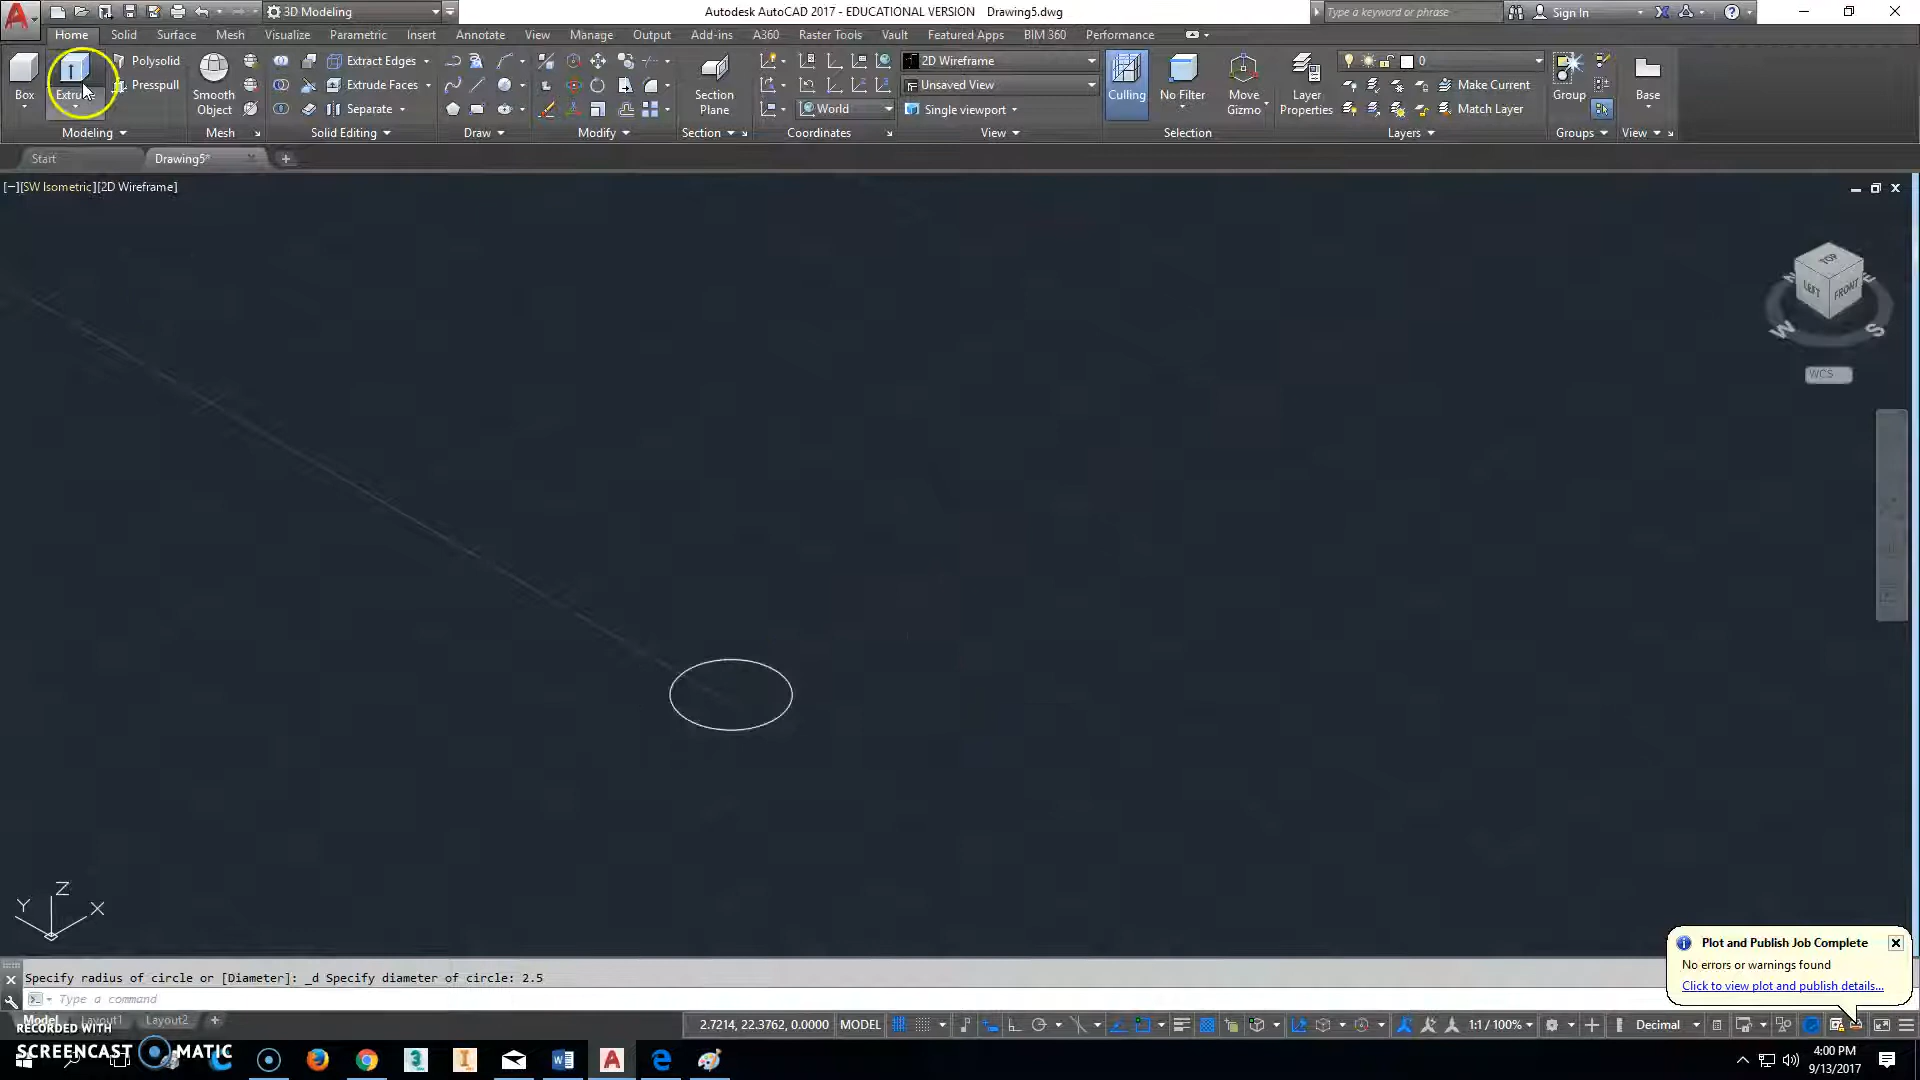 3D Modeling
Autodesk AutoCAD 2017 - EDUCATIONAL VERSION Drawing5.dwg
Type a keyword or phrase
Sign In
Home Solid Surface Mesh Visualize Parametric Insert Annotate View Manage Output Add-ins A360 Raster Tools Vault Featured Apps BIM 360 Performance
Polysolid Extract Edges 2D Wireframe 0
Box Extrude Presspull Smooth Object Extrude Faces Section Plane Unsaved View Culling No Filter Move Gizmo Layer Properties Make Current Group Base
Separate World Single viewport Match Layer
Modeling Mesh Solid Editing Draw Modify Section Coordinates View Selection Layers Groups View
Start Drawing5*
[−][SW Isometric][2D Wireframe]
TOP
LEFT FRONT
N E
W S
WCS
Z
Y X
Plot and Publish Job Complete
No errors or warnings found
Click to view plot and publish details...
Specify radius of circle or [Diameter]: _d Specify diameter of circle: 2.5
Type a command
Model Layout1 Layout2 +
2.7214, 22.3762, 0.0000 MODEL 1:1 / 100% Decimal
RECORDED WITH
SCREENCAST MATIC
4:00 PM
9/13/2017